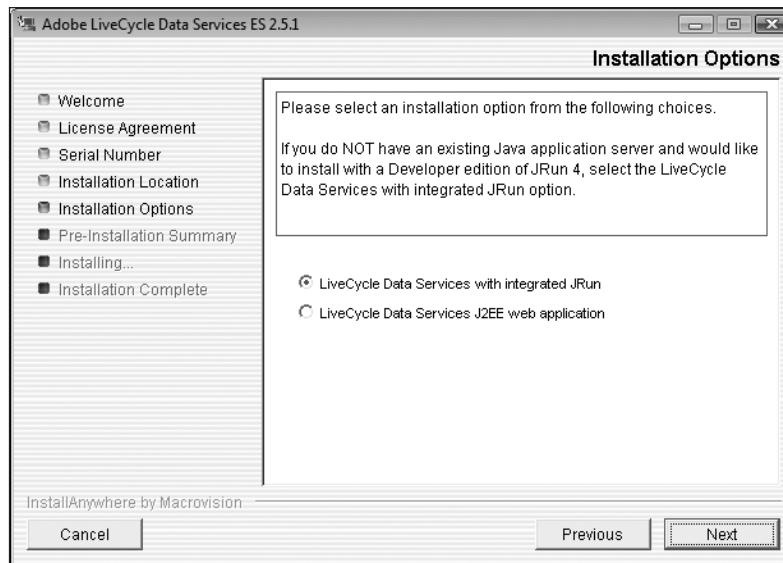 Adobe LiveCycle Data Services ES 2.5.1
Installation Options
Welcome
License Agreement
Serial Number
Installation Location
Installation Options
Pre-Installation Summary
Installing...
Installation Complete
Please select an installation option from the following choices.
If you do NOT have an existing Java application server and would like
to install with a Developer edition of JRun 4, select the LiveCycle
Data Services with integrated JRun option.
LiveCycle Data Services with integrated JRun
LiveCycle Data Services J2EE web application
InstallAnywhere by Macrovision
Cancel
Previous
Next